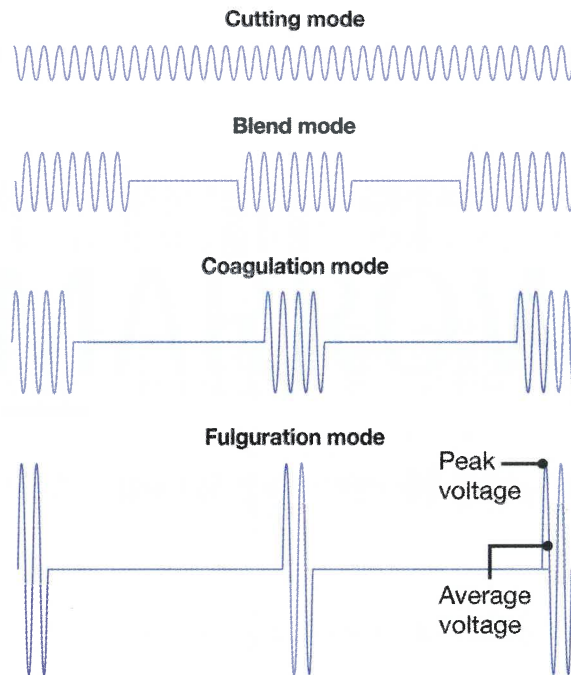 Cutting mode
Blend mode
Coagulation mode
Fulguration mode
Peak
voltage
Average
voltage